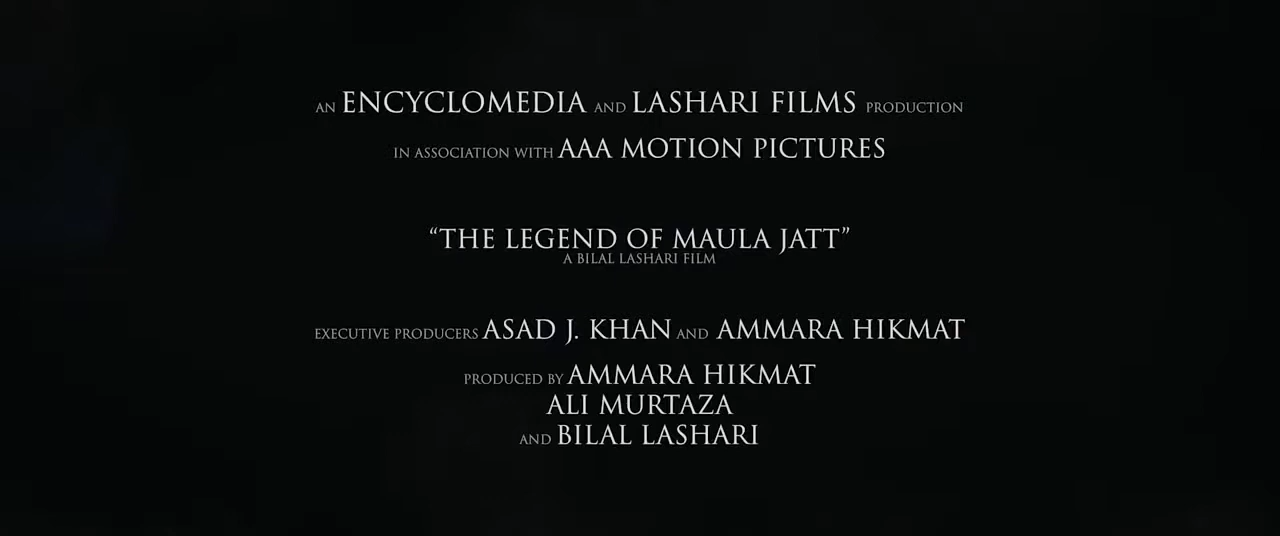 AN ENCYCLOMEDIA AND LASHARI FILMS PRODUCTION
IN ASSOCIATION WITH AAA MOTION PICTURES
“THE LEGEND OF MAULA JATT”
A BILAL LASHARI FILM
EXECUTIVE PRODUCERS ASAD J. KHAN AND AMMARA HIKMAT
PRODUCED BY AMMARA HIKMAT
ALI MURTAZA
AND BILAL LASHARI